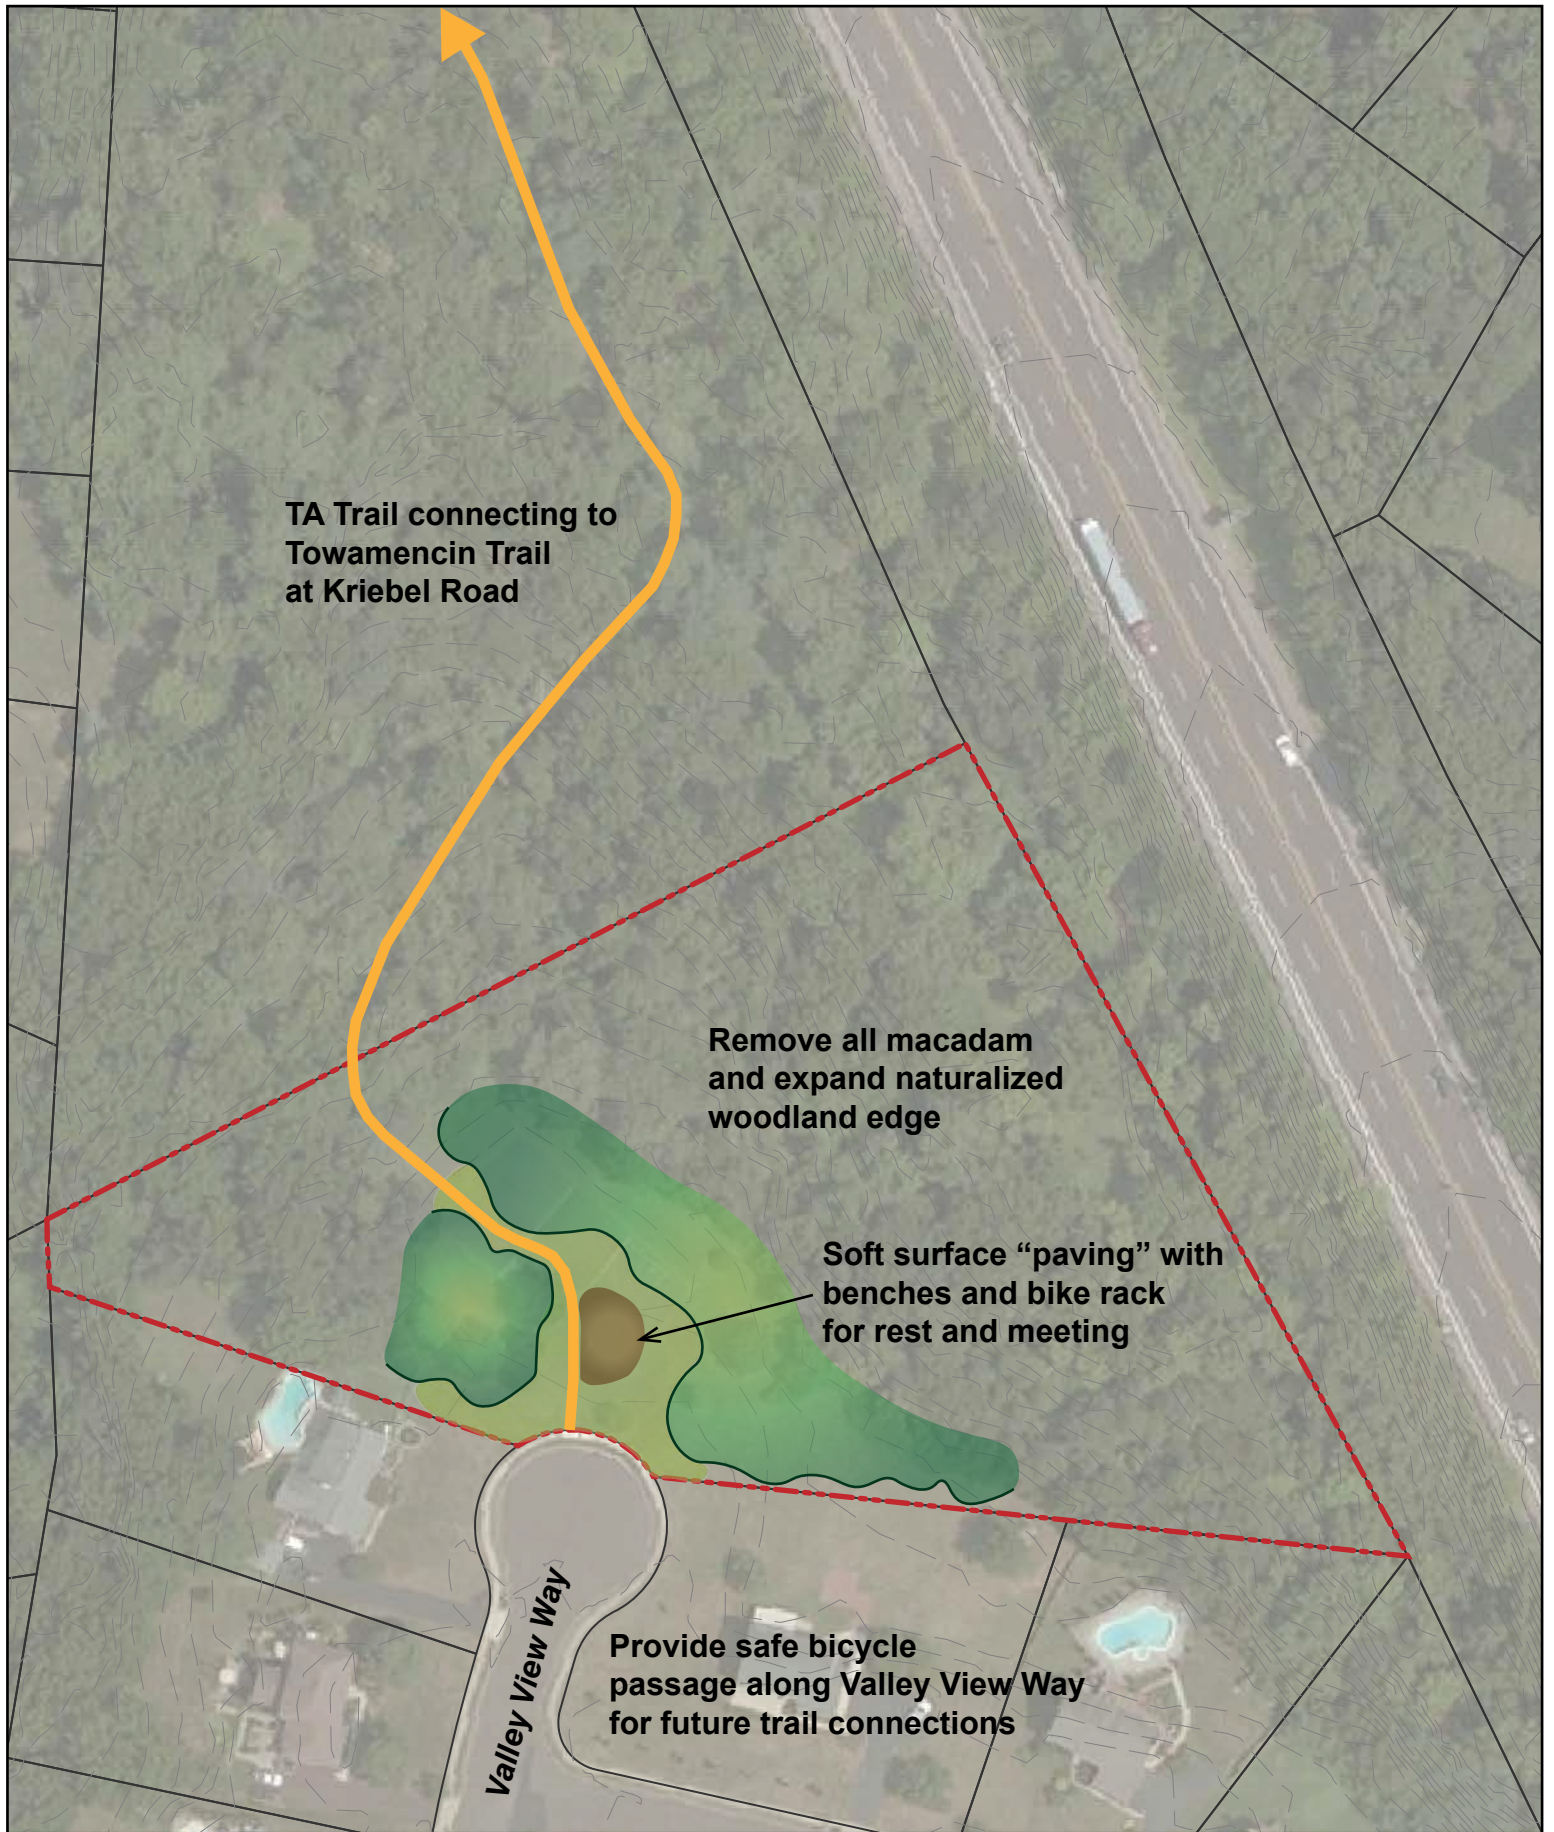 TA Trail connecting to
Towamencin Trail
at Kriebel Road
Remove all macadam
and expand naturalized
woodland edge
Soft surface “paving” with
benches and bike rack
for rest and meeting
Valley View Way
Provide safe bicycle
passage along Valley View Way
for future trail connections